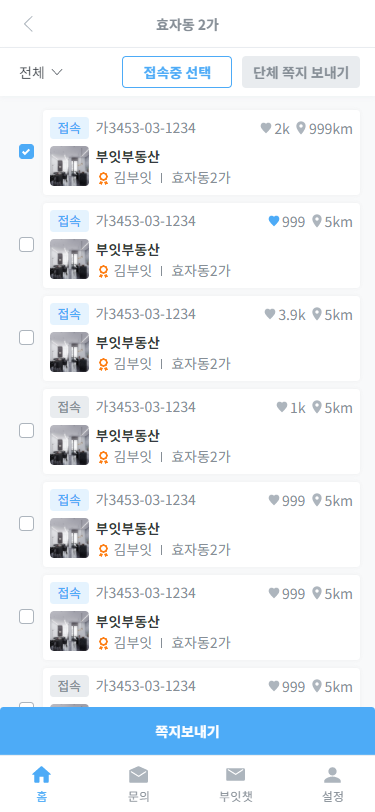 효자동 2가
전체 접속중 선택 단체 쪽지 보내기
접속 가3453-03-1234 2k 999km
부잇부동산
김부잇 | 효자동2가
접속 가3453-03-1234 999 5km
부잇부동산
김부잇 | 효자동2가
접속 가3453-03-1234 3.9k 5km
부잇부동산
김부잇 | 효자동2가
접속 가3453-03-1234 1k 5km
부잇부동산
김부잇 | 효자동2가
접속 가3453-03-1234 999 5km
부잇부동산
김부잇 | 효자동2가
접속 가3453-03-1234 999 5km
부잇부동산
김부잇 | 효자동2가
접속 가3453-03-1234 999 5km
쪽지보내기
홈 문의 부잇챗 설정